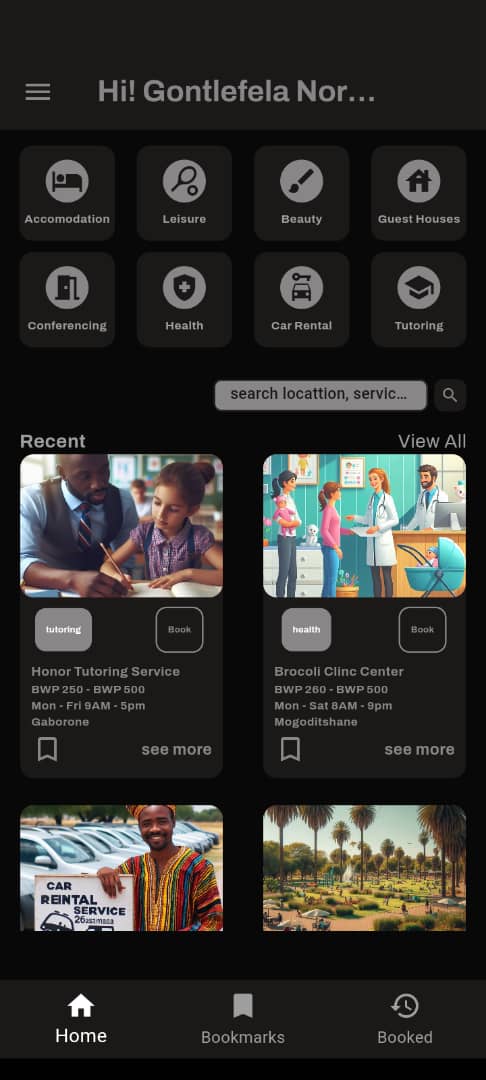 Hi! Gontlefela Nor...
Accomodation
Leisure
Beauty
Guest Houses
Conferencing
Health
Car Rental
Tutoring
search locattion, servic...
Recent
View All
tutoring
Book
health
Book
Honor Tutoring Service
BWP 250 - BWP 500
Mon - Fri 9AM - 5pm
Gaborone
see more
Brocoli Clinc Center
BWP 260 - BWP 500
Mon - Sat 8AM - 9pm
Mogoditshane
see more
CAR
REINTAL
SERVICE
Home
Bookmarks
Booked